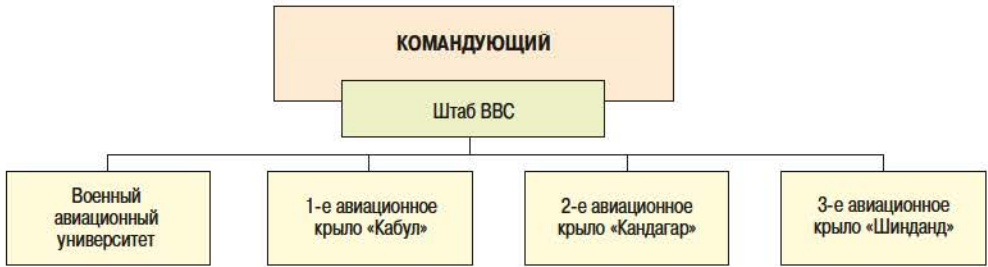 КОМАНДУЮЩИЙ
Штаб ВВС
Военный
авиационный
университет
1-е авиационное
крыло «Кабул»
2-е авиационное
крыло «Кандагар»
3-е авиационное
крыло «Шинданд»